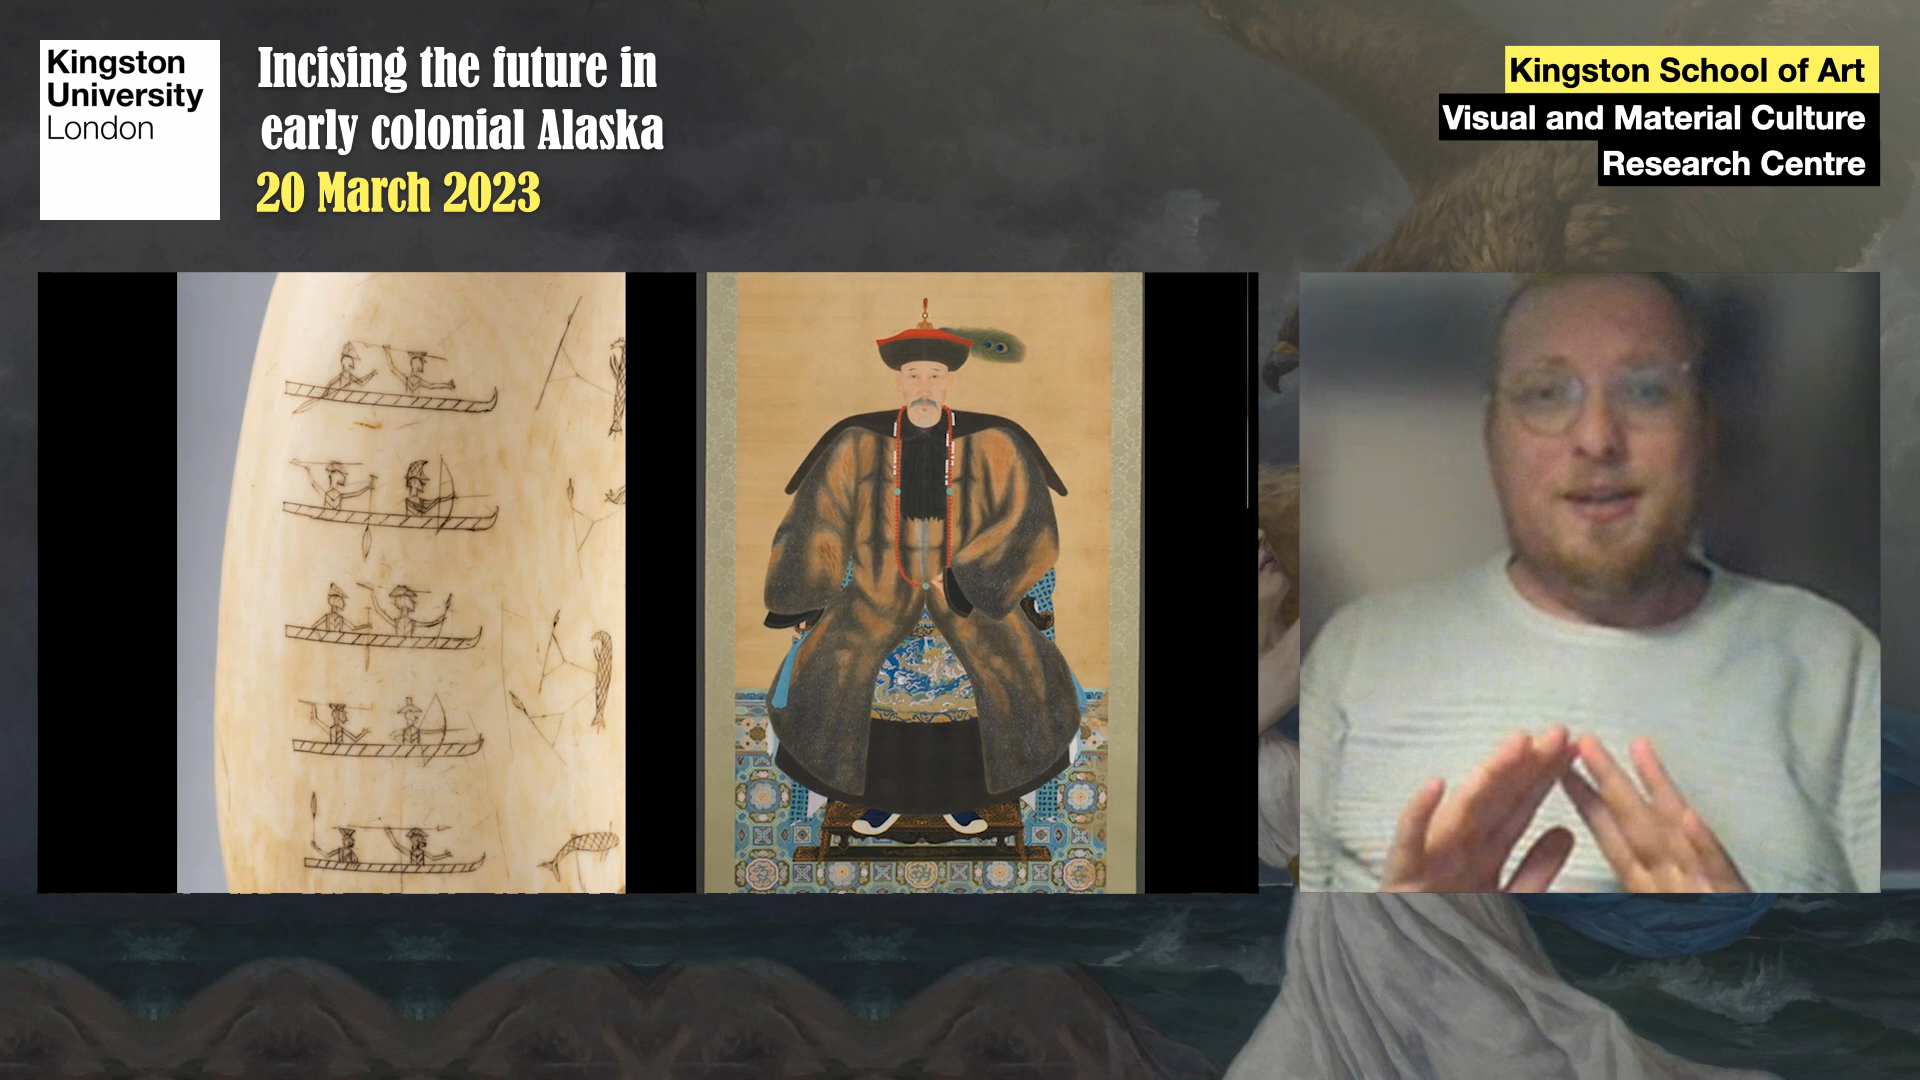 Kingston
University
London
Incising the future in
early colonial Alaska
20 March 2023
Kingston School of Art
Visual and Material Culture
Research Centre